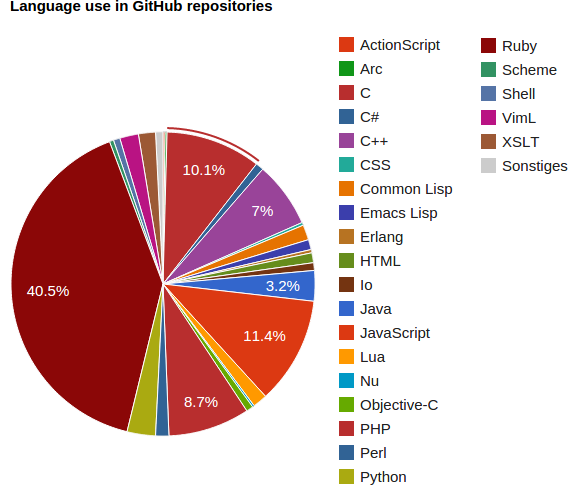 Language use in GitHub repositories
10.1%
7%
3.2%
11.4%
8.7%
40.5%
ActionScript
Arc
C
C#
C++
CSS
Common Lisp
Emacs Lisp
Erlang
HTML
Io
Java
JavaScript
Lua
Nu
Objective-C
PHP
Perl
Python
Ruby
Scheme
Shell
VimL
XSLT
Sonstiges